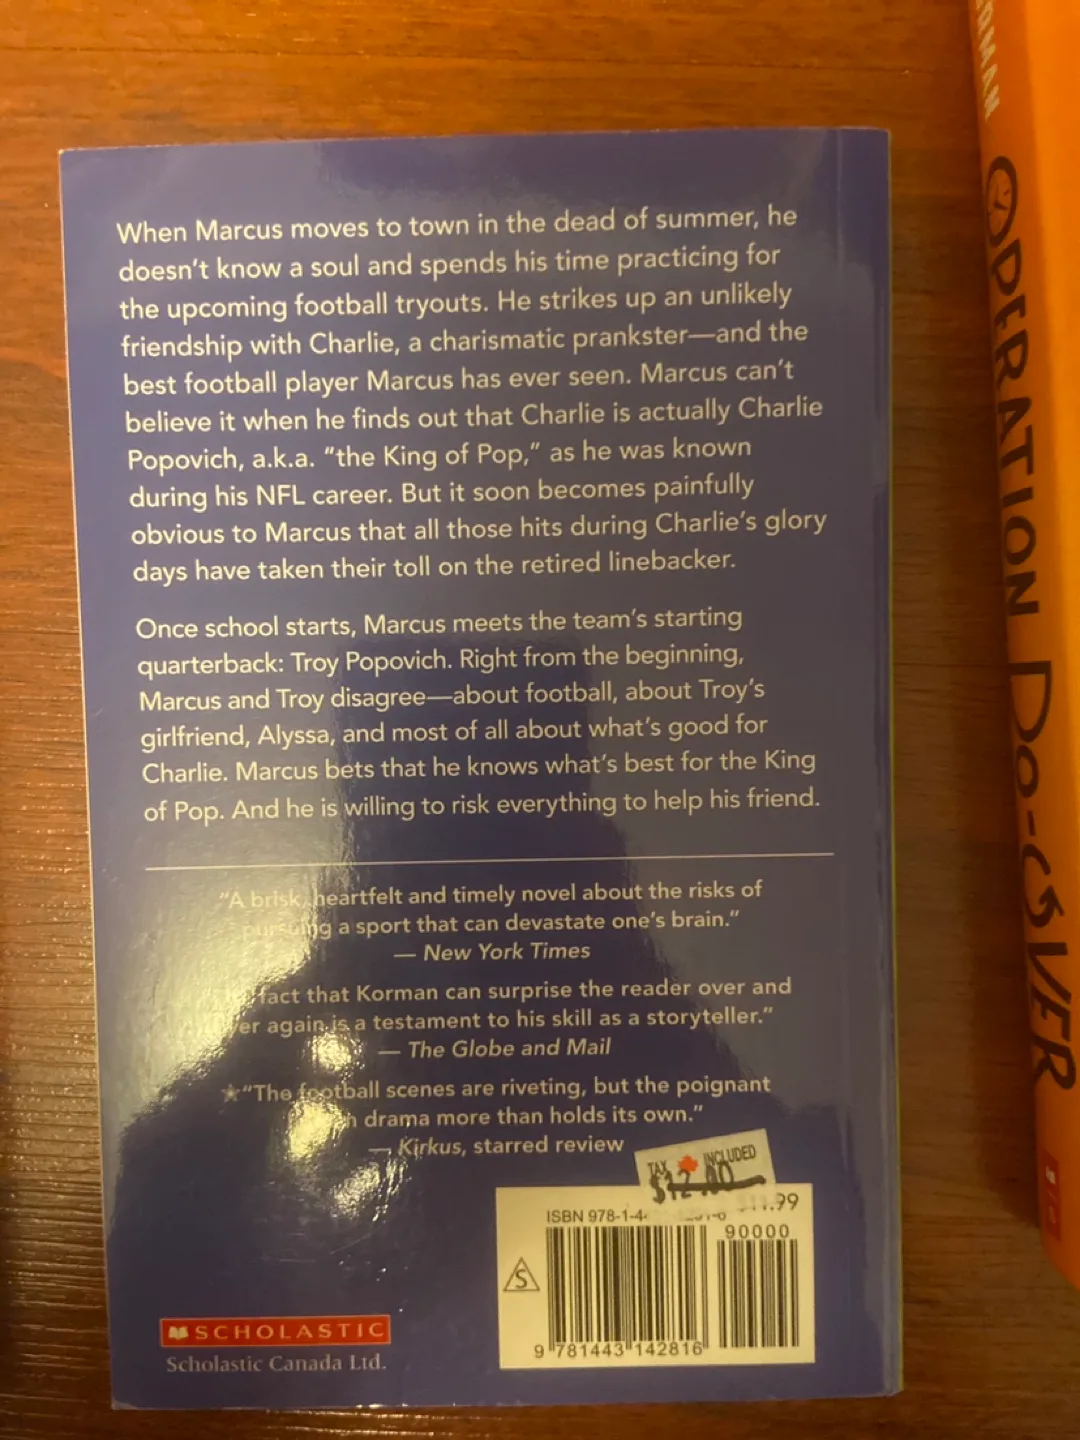 When Marcus moves to town in the dead of summer, he
doesn't know a soul and spends his time practicing for
the upcoming football tryouts. He strikes up an unlikely
friendship with Charlie, a charismatic prankster—and the
best football player Marcus has ever seen. Marcus can't
believe it when he finds out that Charlie is actually Charlie
Popovich, a.k.a. "the King of Pop," as he was known
during his NFL career. But it soon becomes painfully
obvious to Marcus that all those hits during Charlie's glory
days have taken their toll on the retired linebacker.
Once school starts, Marcus meets the team's starting
quarterback: Troy Popovich. Right from the beginning,
Marcus and Troy disagree—about football, about Troy's
girlfriend, Alyssa, and most of all about what's good for
Charlie. Marcus bets that he knows what's best for the King
of Pop. And he is willing to risk everything to help his friend.
"A brisk, heartfelt and timely novel about the risks of
pursuing a sport that can devastate one's brain."
— New York Times
fact that Korman can surprise the reader over and
again is a testament to his skill as a storyteller."
— The Globe and Mail
"The football scenes are riveting, but the poignant
drama more than holds its own."
— Kirkus, starred review
TAX INCLUDED
$12.00
$11.99
ISBN 978-1-4
90000
S
9 781443 142816
SCHOLASTIC
Scholastic Canada Ltd.
ERMAN
OPERATION DO-OVER